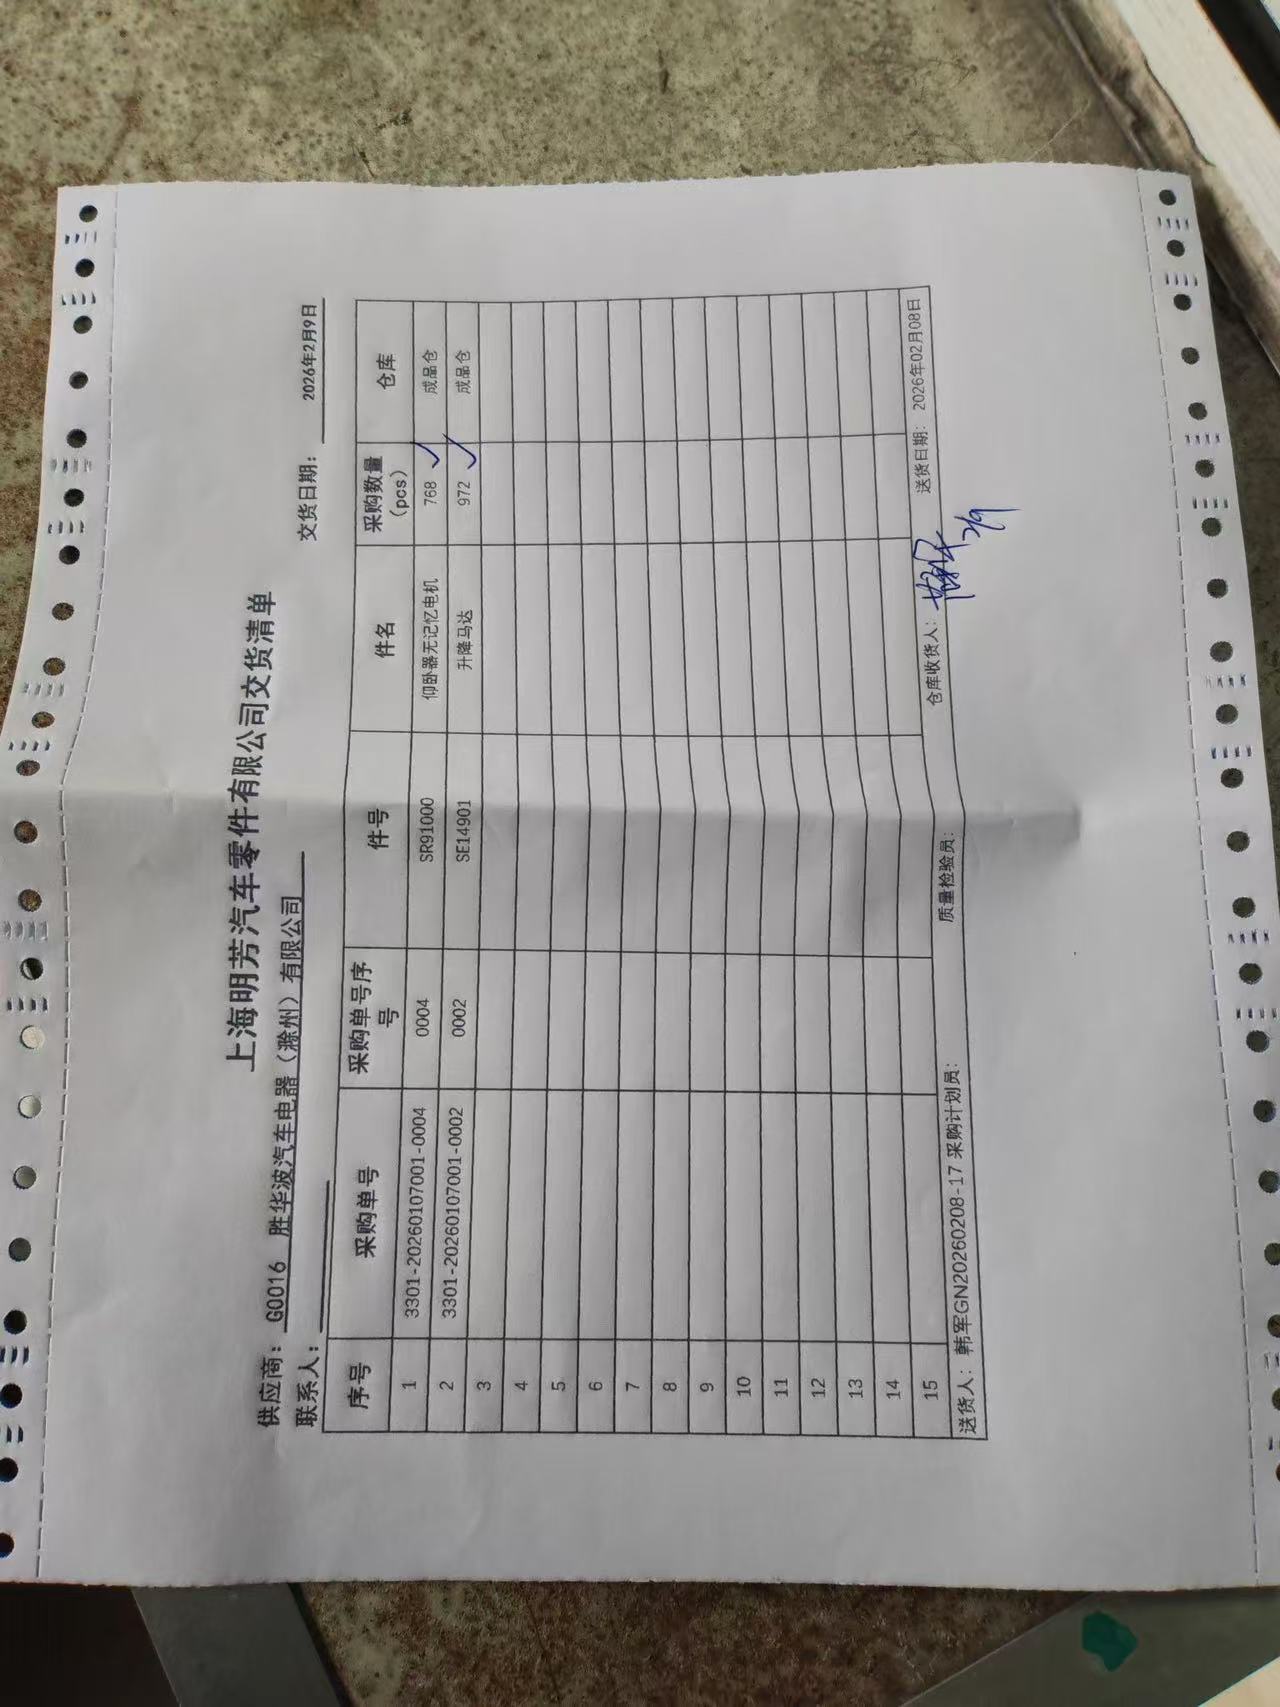 上海明芳汽车零件有限公司交货清单
供应商： G0016 胜华波汽车电器（滁州）有限公司
联系人： 交货日期： 2026年2月9日
序号 采购单号 采购单号序号 件号 件名 采购数量（pcs） 仓库
1 3301-20260107001-0004 0004 SR91000 仰卧器无记忆电机 768 成品仓
2 3301-20260107001-0002 0002 SE14901 升降马达 972 成品仓
3
4
5
6
7
8
9
10
11
12
13
14
15
送货人： 韩军GN20260208-17 采购计划员： 质量检验员： 仓库收货人： 送货日期： 2026年02月08日
2/9